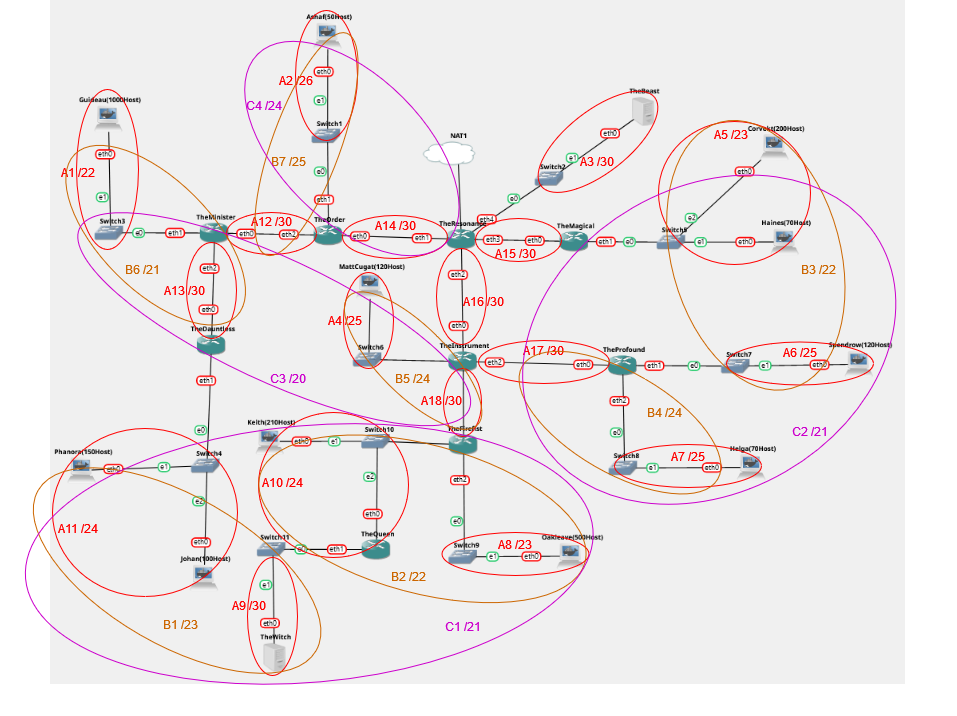 Ashaf(50Host)
eth0
A2 /26
C4 /24
e1
Switch1
B7 /25
e0
eth1
Guideau(1000Host)
eth0
A1 /22
e1
Switch3
e0
eth1
TheMinister
eth0
A12 /30
eth2
TheOrder
eth0
A14 /30
eth1
NAT1
TheResonance
eth4
eth3
A15 /30
eth0
TheMagical
eth1
e0
TheBeast
eth0
e1
A3 /30
Switch2
e0
A5 /23
Corvekt(200Host)
eth0
e2
Switch5
e1
eth0
Haines(70Host)
B3 /22
B6 /21
eth2
A13 /30
eth0
TheDauntless
eth1
MattCugat(120Host)
A4 /25
Switch6
eth2
A16 /30
eth0
TheInstrument
eth2
A17 /30
eth0
TheProfound
eth1
e0
Switch7
e1
A6 /25
eth0
Spendrow(120Host)
C3 /20
B5 /24
A18 /30
eth2
B4 /24
C2 /21
e0
Keith(210Host)
eth0
e1
Switch10
TheFirefist
e0
Switch8
e1
A7 /25
eth0
Helga(70Host)
Phanora(150Host)
eth0
e1
Switch4
e2
A10 /24
e2
eth2
A11 /24
eth0
e0
eth0
Johan(100Host)
Switch11
e0
eth1
TheQueen
Switch9
e1
A8 /23
eth0
Oakleave(500Host)
B2 /22
e1
A9 /30
eth0
B1 /23
C1 /21
TheWitch